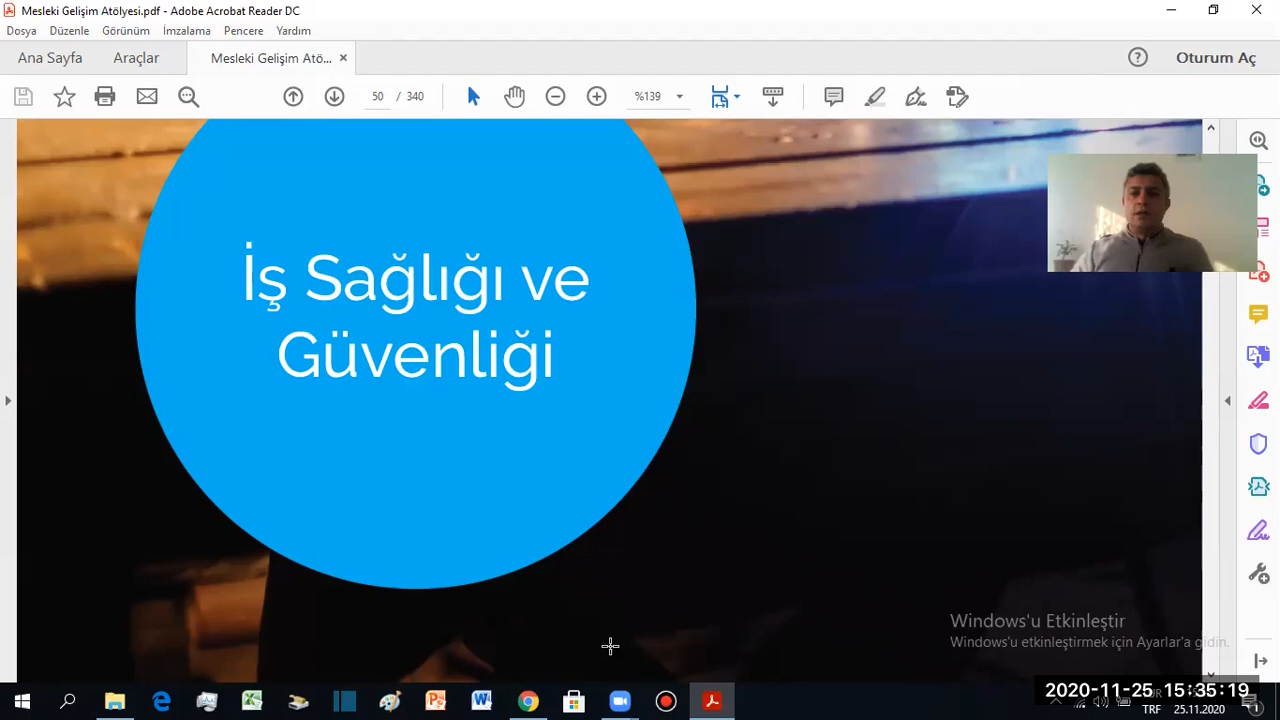 Mesleki Gelişim Atölyesi.pdf - Adobe Acrobat Reader DC
Dosya Düzenle Görünüm İmzalama Pencere Yardım
Ana Sayfa Araçlar Mesleki Gelişim Atö... Oturum Aç
50 / 340 %139
İş Sağlığı ve
Güvenliği
Windows'u Etkinleştir
Windows'u etkinleştirmek için Ayarlar'a gidin.
2020-11-25 15:35:19
TRF 25.11.2020